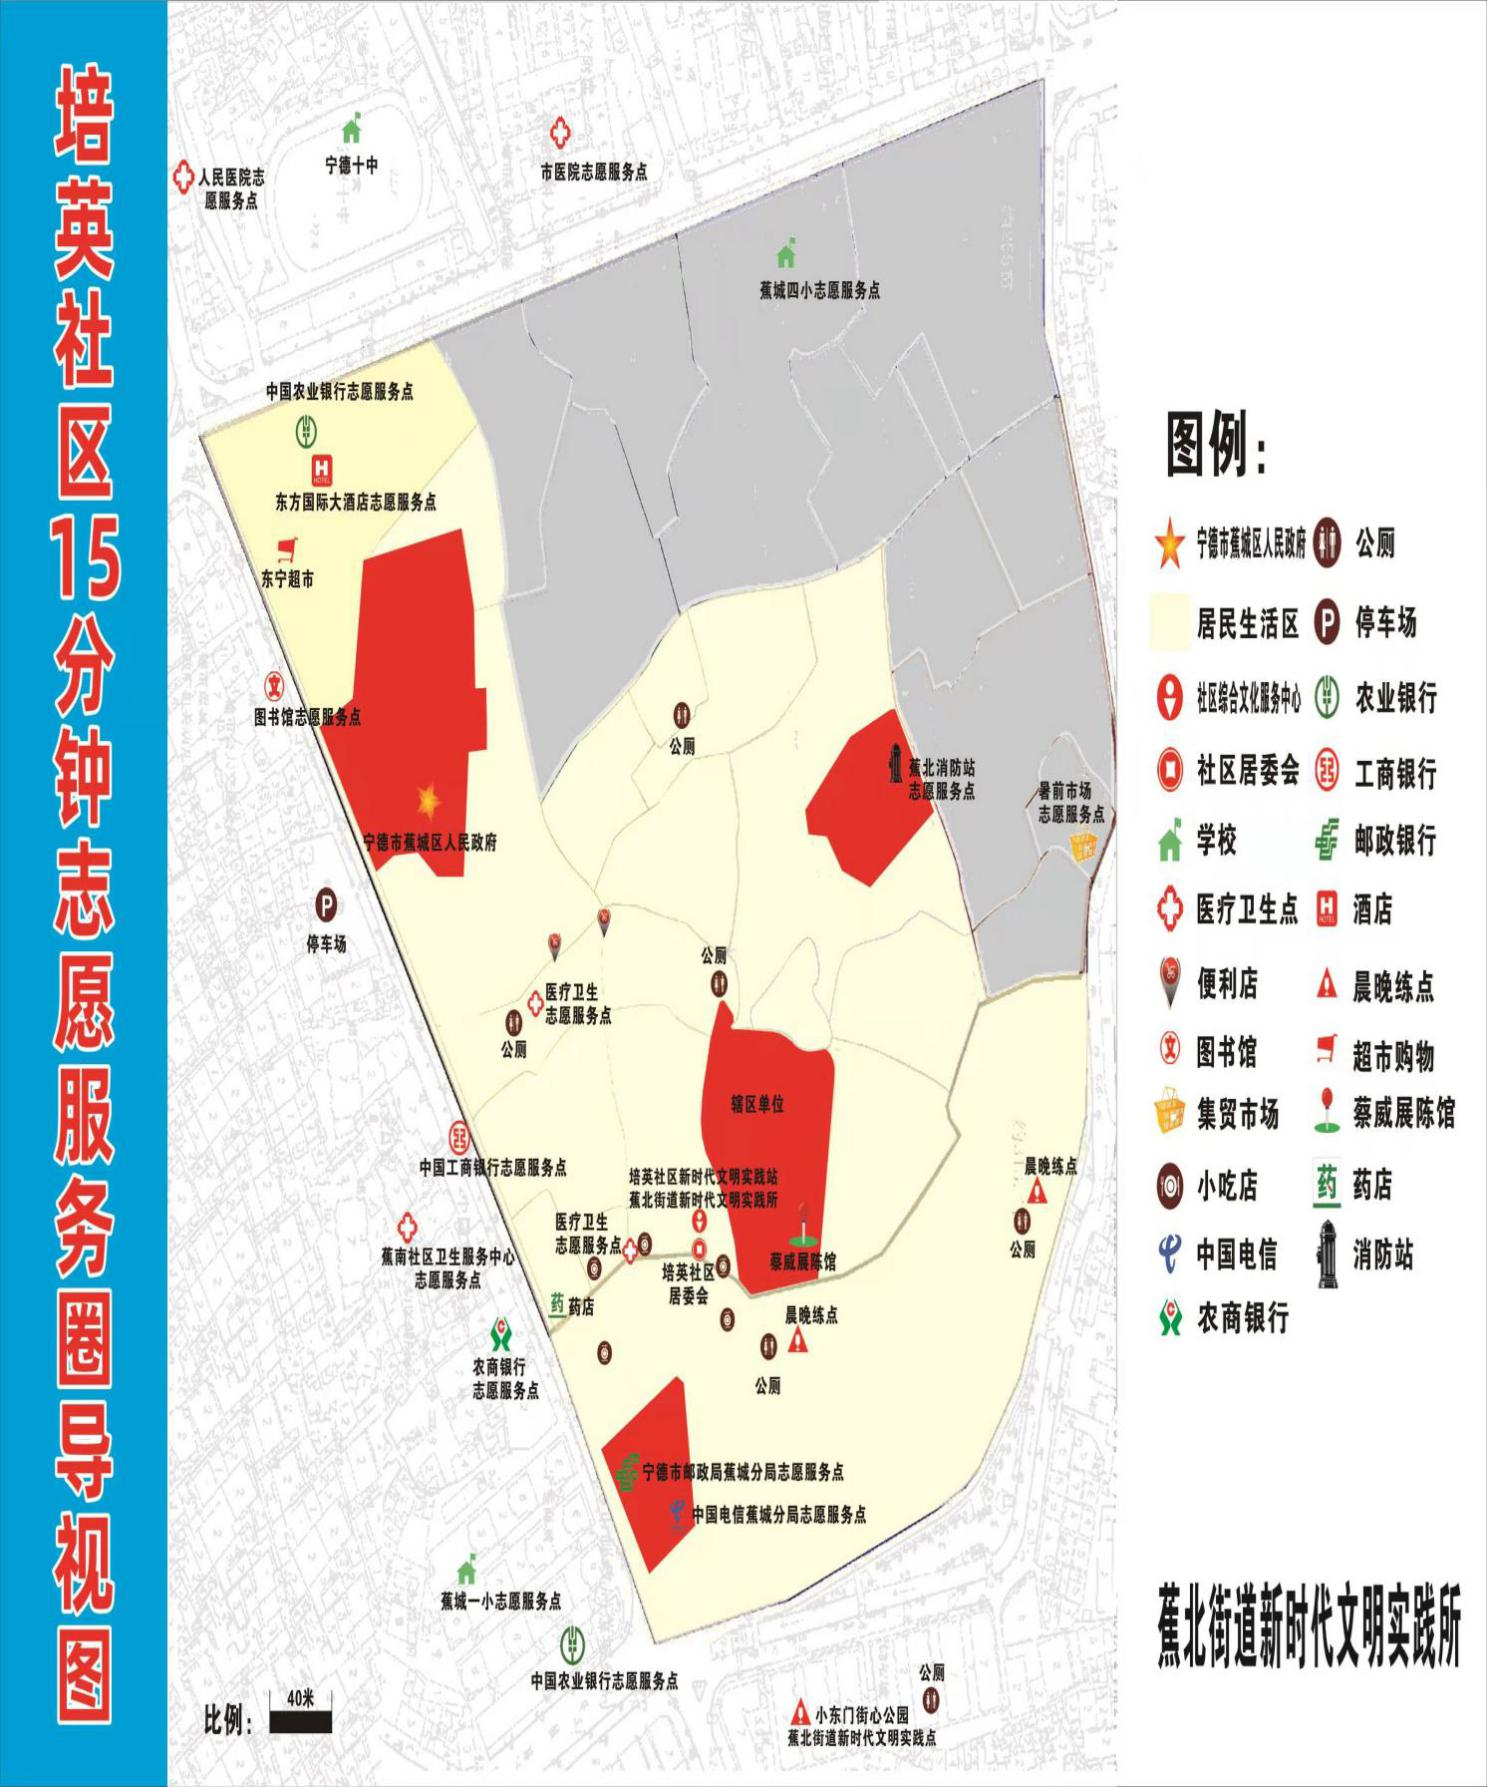 培英社区15分钟志愿服务圈导视图
人民医院志
愿服务点
宁德十中
市医院志愿服务点
蕉城四小志愿服务点
中国农业银行志愿服务点
HOTEL
东方国际大酒店志愿服务点
东宁超市
图书馆志愿服务点
宁德市蕉城区人民政府
P
停车场
公厕
蕉北消防站
志愿服务点
暑前市场
志愿服务点
公厕
医疗卫生
志愿服务点
公厕
辖区单位
中国工商银行志愿服务点
培英社区新时代文明实践站
蕉北街道新时代文明实践所
晨晚练点
公厕
医疗卫生
志愿服务点
蕉南社区卫生服务中心
志愿服务点
培英社区
居委会
蔡威展陈馆
药 药店
晨晚练点
公厕
农商银行
志愿服务点
宁德市邮政局蕉城分局志愿服务点
中国电信蕉城分局志愿服务点
蕉城一小志愿服务点
中国农业银行志愿服务点
公厕
小东门街心公园
蕉北街道新时代文明实践点
比例：
40米
图例：
宁德市蕉城区人民政府
公厕
居民生活区
P 停车场
社区综合文化服务中心
农业银行
社区居委会
工商银行
学校
邮政银行
医疗卫生点
H HOTEL 酒店
便利店
晨晚练点
文 图书馆
超市购物
集贸市场
蔡威展陈馆
小吃店
药 药店
中国电信
消防站
农商银行
蕉北街道新时代文明实践所